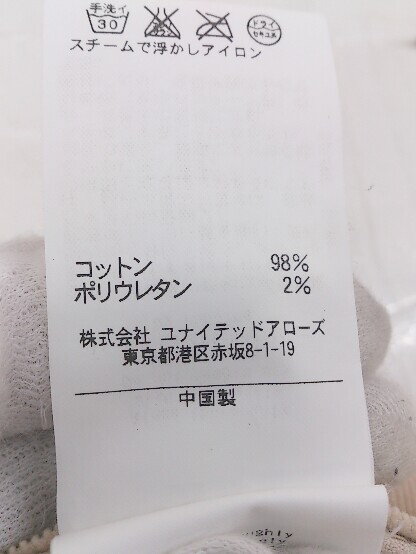 手洗イ
30
ドライ
セキユ系
スチームで浮かしアイロン
コットン 98%
ポリウレタン 2%
株式会社 ユナイテッドアローズ
東京都港区赤坂8-1-19
中国製